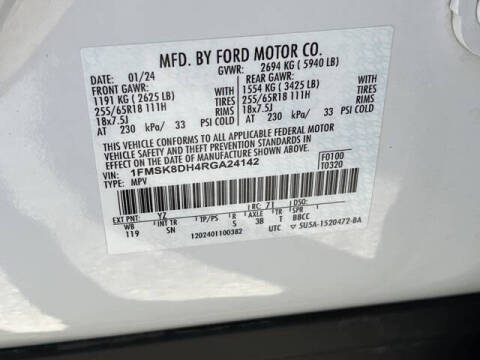 MFD. BY FORD MOTOR CO.
DATE: 01/24 GVWR: 2694 KG ( 5940 LB)
FRONT GAWR: REAR GAWR:
1191 KG ( 2625 LB) WITH 1554 KG ( 3425 LB) WITH
255/65R18 111H TIRES 255/65R18 111H TIRES
18x7.5J RIMS 18x7.5J RIMS
AT 230 kPa/ 33 PSI COLD AT 230 kPa/ 33 PSI COLD
THIS VEHICLE CONFORMS TO ALL APPLICABLE FEDERAL MOTOR
VEHICLE SAFETY AND THEFT PREVENTION STANDARDS IN EFFECT
ON THE DATE OF MANUFACTURE SHOWN ABOVE.
VIN: 1FMSK8DH4RGA24142 F0100
TYPE: MPV T0320
EXT PNT: YZ RC: 71 DSO:
WB INT TR TP/PS R AXLE TR SPR
119 SN S 3B T BBCC
1202401100382 UTC 5U5A-1520472-BA